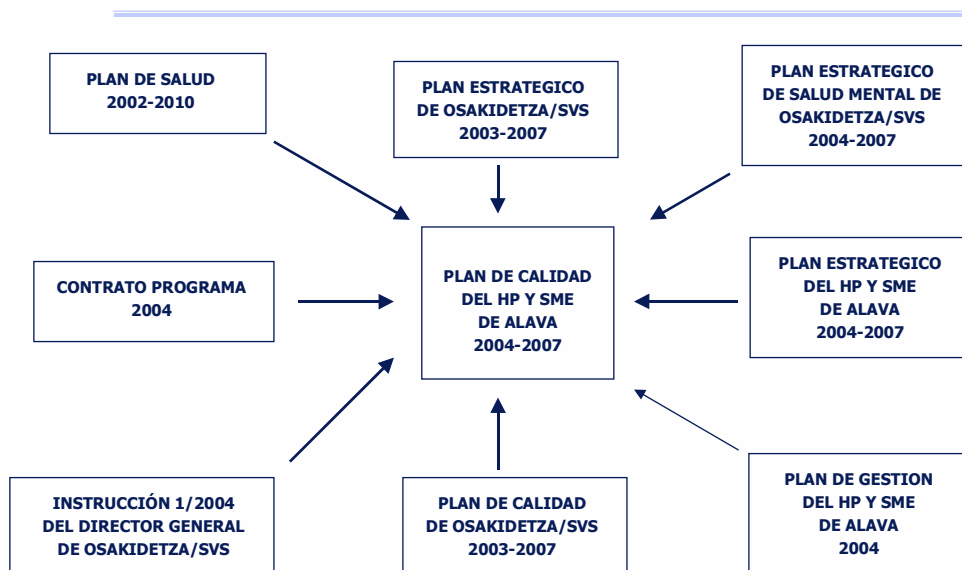 PLAN DE SALUD
2002-2010
PLAN ESTRATEGICO
DE OSAKIDETZA/SVS
2003-2007
PLAN ESTRATEGICO
DE SALUD MENTAL DE
OSAKIDETZA/SVS
2004-2007
CONTRATO PROGRAMA
2004
PLAN DE CALIDAD
DEL HP Y SME
DE ALAVA
2004-2007
PLAN ESTRATEGICO
DEL HP Y SME
DE ALAVA
2004-2007
INSTRUCCIÓN 1/2004
DEL DIRECTOR GENERAL
DE OSAKIDETZA/SVS
PLAN DE CALIDAD
DE OSAKIDETZA/SVS
2003-2007
PLAN DE GESTION
DEL HP Y SME
DE ALAVA
2004